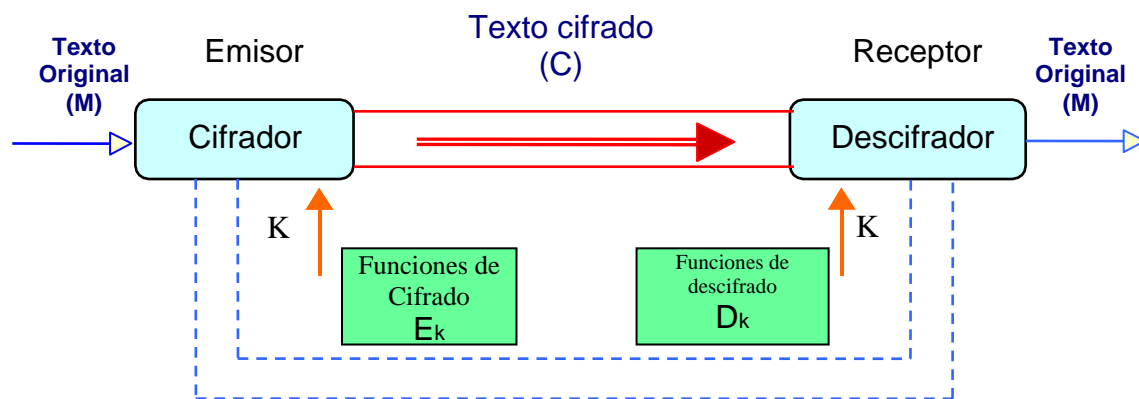 Texto
Original
(M)
Emisor
Texto cifrado
(C)
Receptor
Texto
Original
(M)
Cifrador
Descifrador
K
K
Funciones de
Cifrado
Ek
Funciones de
descifrado
Dk